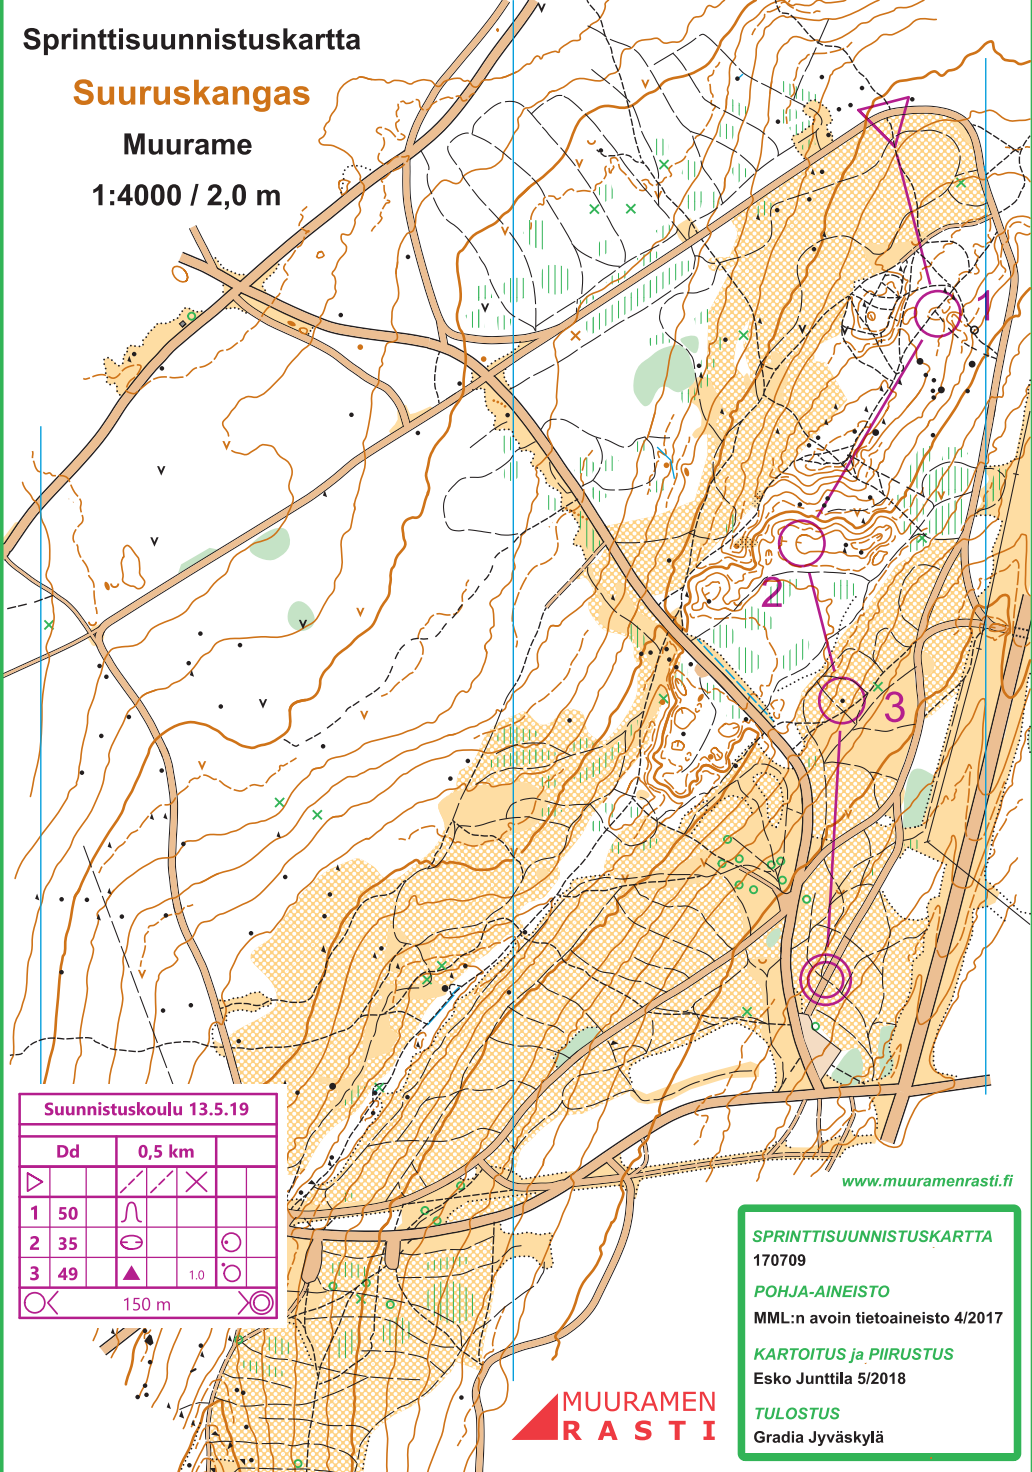 Sprinttisuunnistuskartta
Suuruskangas
Muurame
1:4000 / 2,0 m
1
2
3
Suunnistuskoulu 13.5.19
Dd 0,5 km
1 50
2 35
3 49 1.0
150 m
www.muuramenrasti.fi
SPRINTTISUUNNISTUSKARTTA
170709
POHJA-AINEISTO
MML:n avoin tietoaineisto 4/2017
KARTOITUS ja PIIRUSTUS
Esko Junttila 5/2018
TULOSTUS
Gradia Jyväskylä
MUURAMEN
RASTI